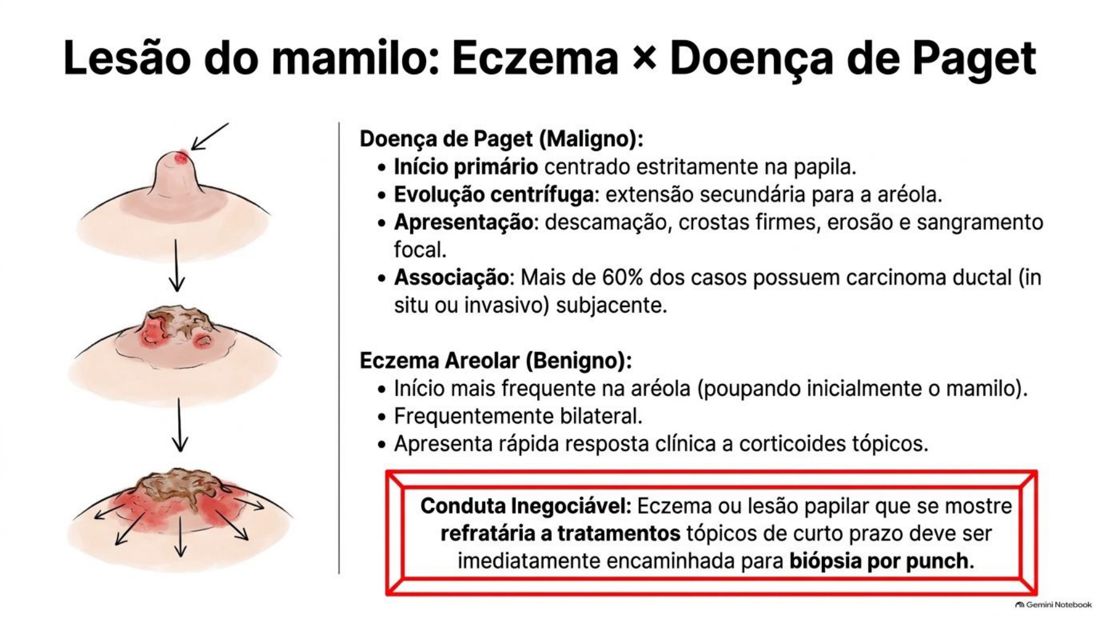 Lesão do mamilo: Eczema × Doença de Paget
Doença de Paget (Maligno):
• Início primário centrado estritamente na papila.
• Evolução centrífuga: extensão secundária para a aréola.
• Apresentação: descamação, crostas firmes, erosão e sangramento
focal.
• Associação: Mais de 60% dos casos possuem carcinoma ductal (in
situ ou invasivo) subjacente.
Eczema Areolar (Benigno):
• Início mais frequente na aréola (poupando inicialmente o mamilo).
• Frequentemente bilateral.
• Apresenta rápida resposta clínica a corticoides tópicos.
Conduta Inegociável: Eczema ou lesão papilar que se mostre
refratária a tratamentos tópicos de curto prazo deve ser
imediatamente encaminhada para biópsia por punch.
Gemini Notebook